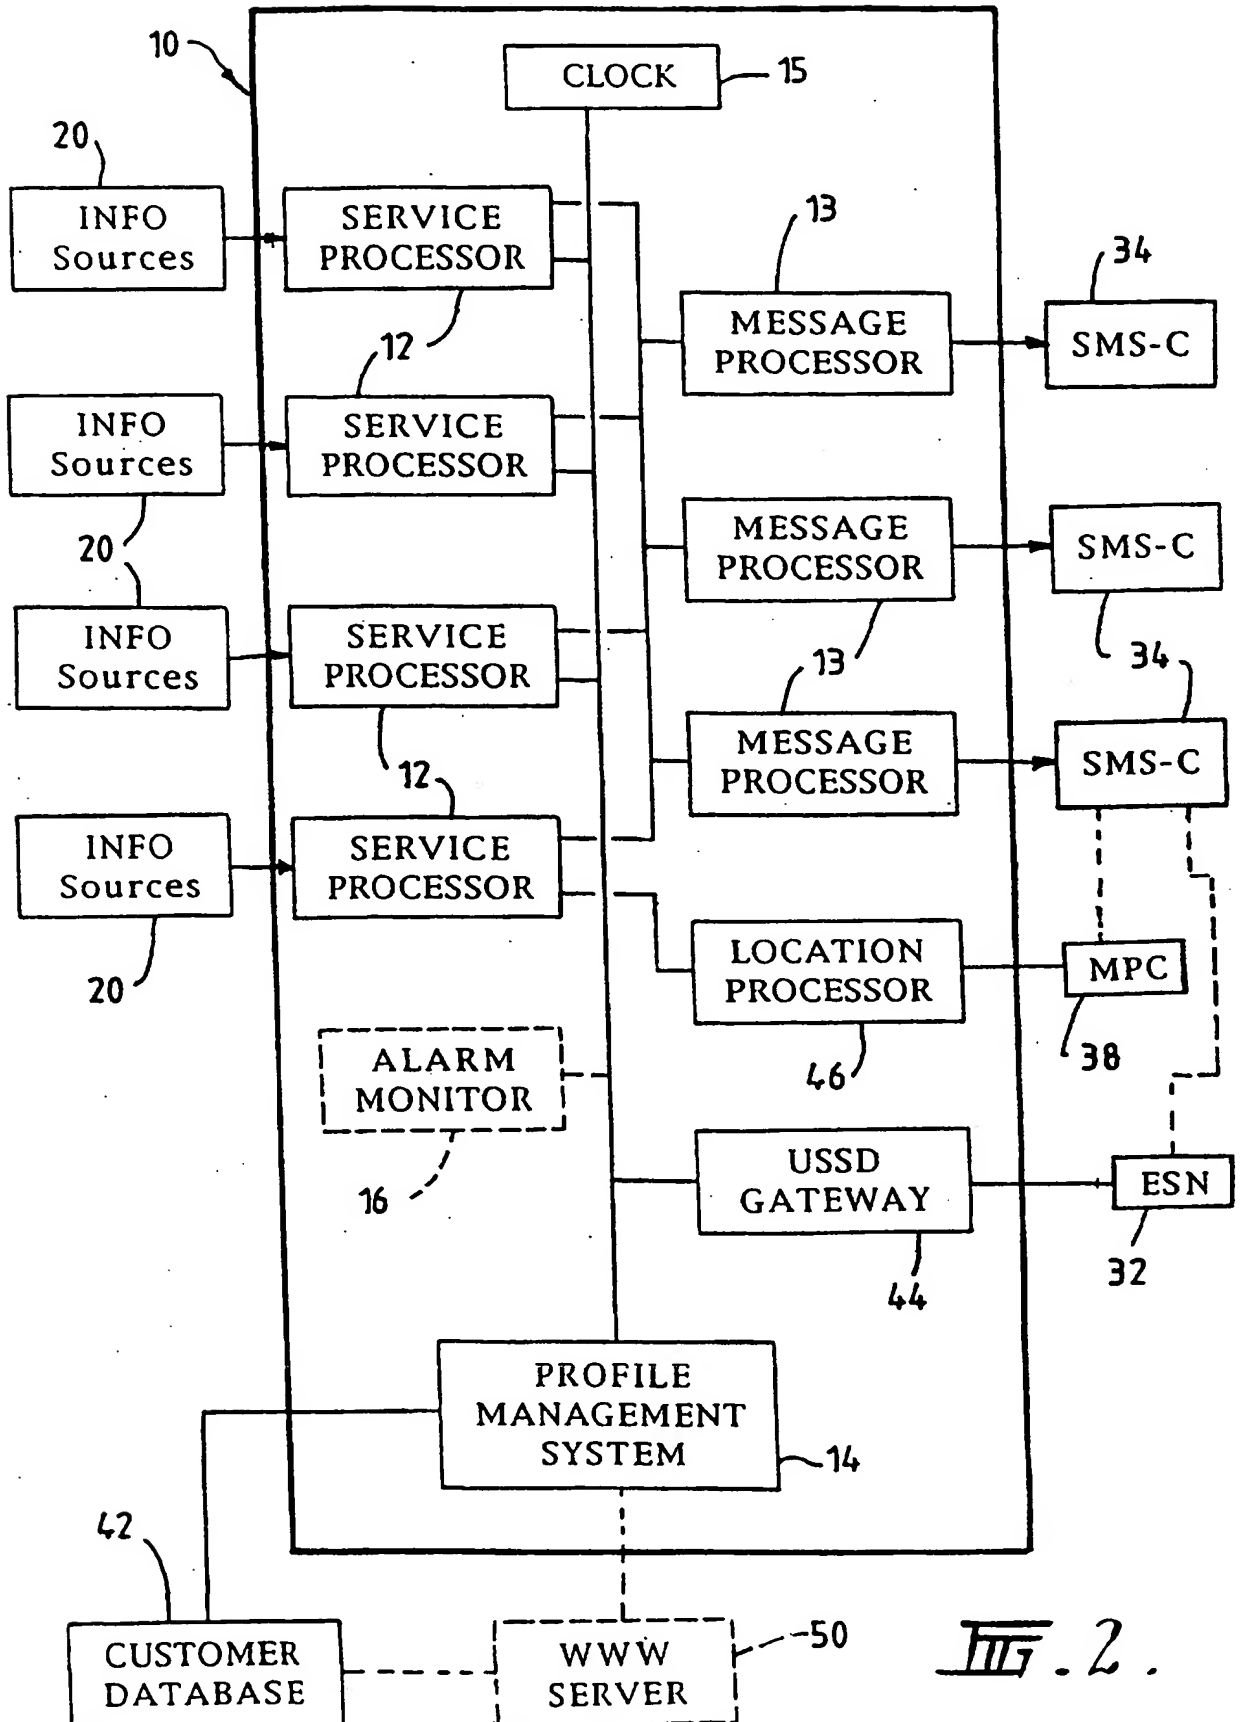 10
CLOCK
15
20
INFO
Sources
SERVICE
PROCESSOR
13
34
12
MESSAGE
PROCESSOR
SMS-C
INFO
Sources
SERVICE
PROCESSOR
20
MESSAGE
PROCESSOR
SMS-C
INFO
Sources
SERVICE
PROCESSOR
13
34
12
MESSAGE
PROCESSOR
SMS-C
INFO
Sources
SERVICE
PROCESSOR
20
LOCATION
PROCESSOR
MPC
38
46
ALARM
MONITOR
16
USSD
GATEWAY
ESN
32
44
PROFILE
MANAGEMENT
SYSTEM
14
42
CUSTOMER
DATABASE
WWW
SERVER
50
FIG. 2.